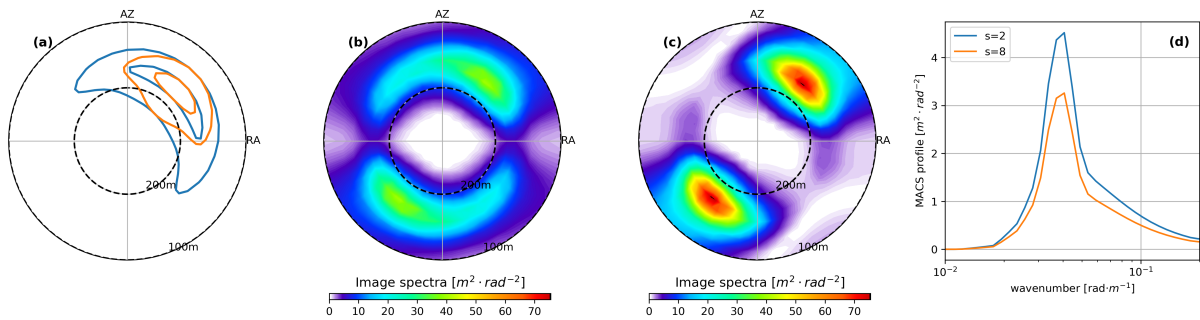 (a)
AZ
RA
200m
100m
(b)
AZ
RA
200m
100m
Image spectra [m² · rad⁻²]
0 10 20 30 40 50 60 70
(c)
AZ
RA
200m
100m
Image spectra [m² · rad⁻²]
0 10 20 30 40 50 60 70
(d)
s=2
s=8
MACS profile [m² · rad⁻²]
4
3
2
1
0
10⁻² 10⁻¹
wavenumber [rad·m⁻¹]